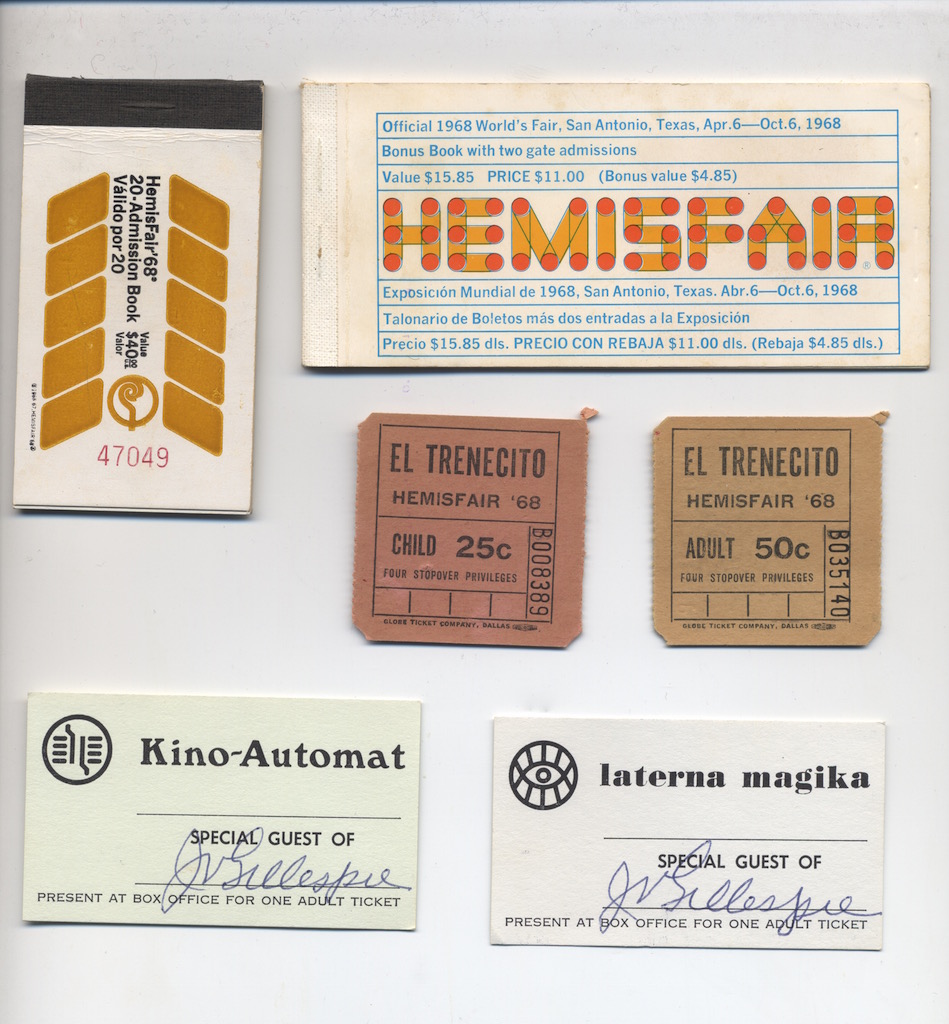 HemisFair'68®
20-Admission Book
Válido por 20
Value $40.00 U.S.
Valor
47049
Official 1968 World's Fair, San Antonio, Texas, Apr.6—Oct.6, 1968
Bonus Book with two gate admissions
Value $15.85 PRICE $11.00 (Bonus value $4.85)
HEMISFAIR®
Exposición Mundial de 1968, San Antonio, Texas. Abr.6—Oct.6, 1968
Talonario de Boletos más dos entradas a la Exposición
Precio $15.85 dls. PRECIO CON REBAJA $11.00 dls. (Rebaja $4.85 dls.)
EL TRENECITO
HEMISFAIR '68
CHILD 25c
FOUR STOPOVER PRIVILEGES
B008389
GLOBE TICKET COMPANY, DALLAS
EL TRENECITO
HEMISFAIR '68
ADULT 50c
FOUR STOPOVER PRIVILEGES
B035140
GLOBE TICKET COMPANY, DALLAS
Kino-Automat
SPECIAL GUEST OF
JV Gillespie
PRESENT AT BOX OFFICE FOR ONE ADULT TICKET
laterna magika
SPECIAL GUEST OF
JV Gillespie
PRESENT AT BOX OFFICE FOR ONE ADULT TICKET